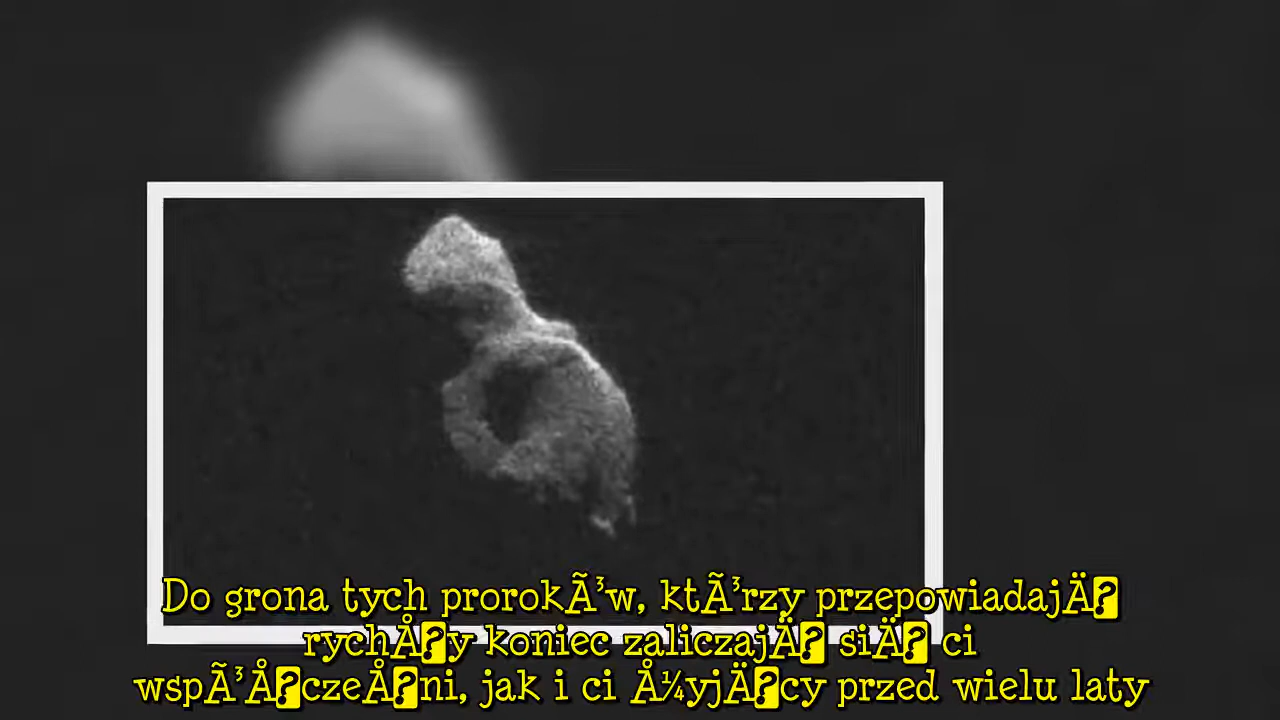 Do grona tych prorokÃ³w, ktÃ³rzy przepowiadajÄ�
rychÅ�y koniec zaliczajÄ� siÄ� ci
wspÃ³Å�czeÅ�ni, jak i ci Å¼yjÄ�cy przed wielu laty